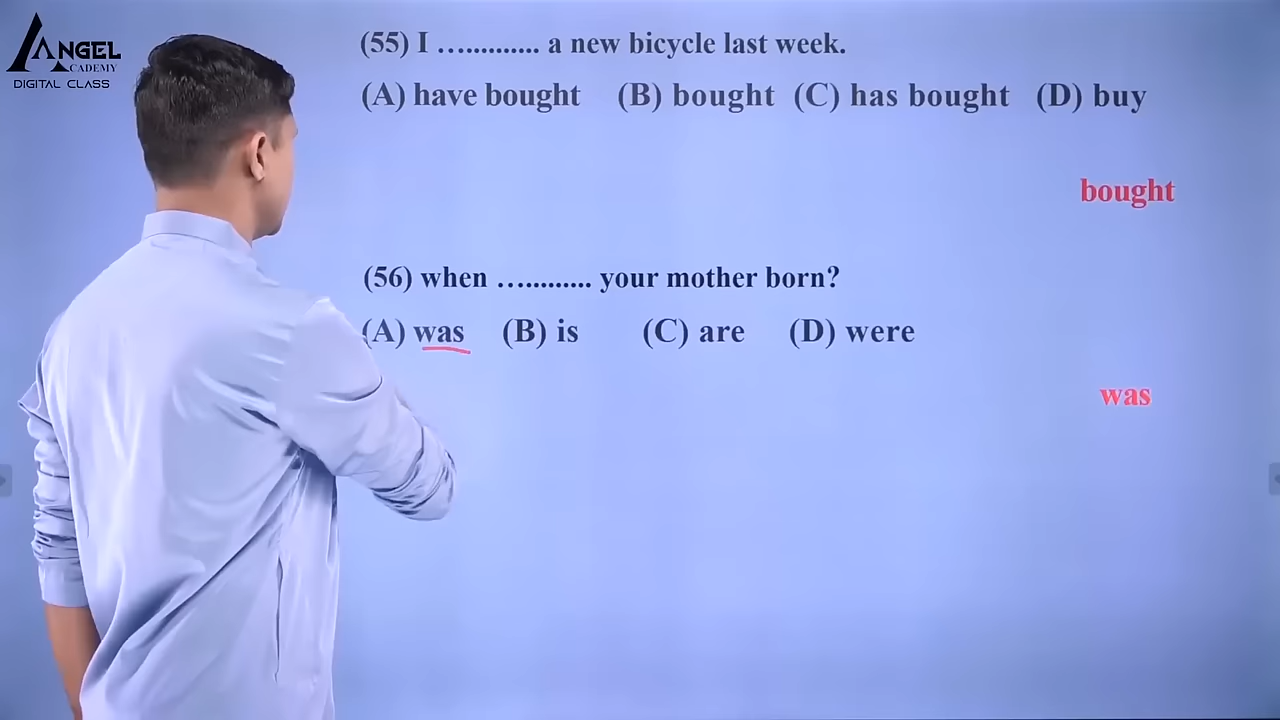 ANGEL
ACADEMY
DIGITAL CLASS
(55) I ….......... a new bicycle last week.
(A) have bought (B) bought (C) has bought (D) buy
bought
(56) when ….......... your mother born?
(A) was (B) is (C) are (D) were
was